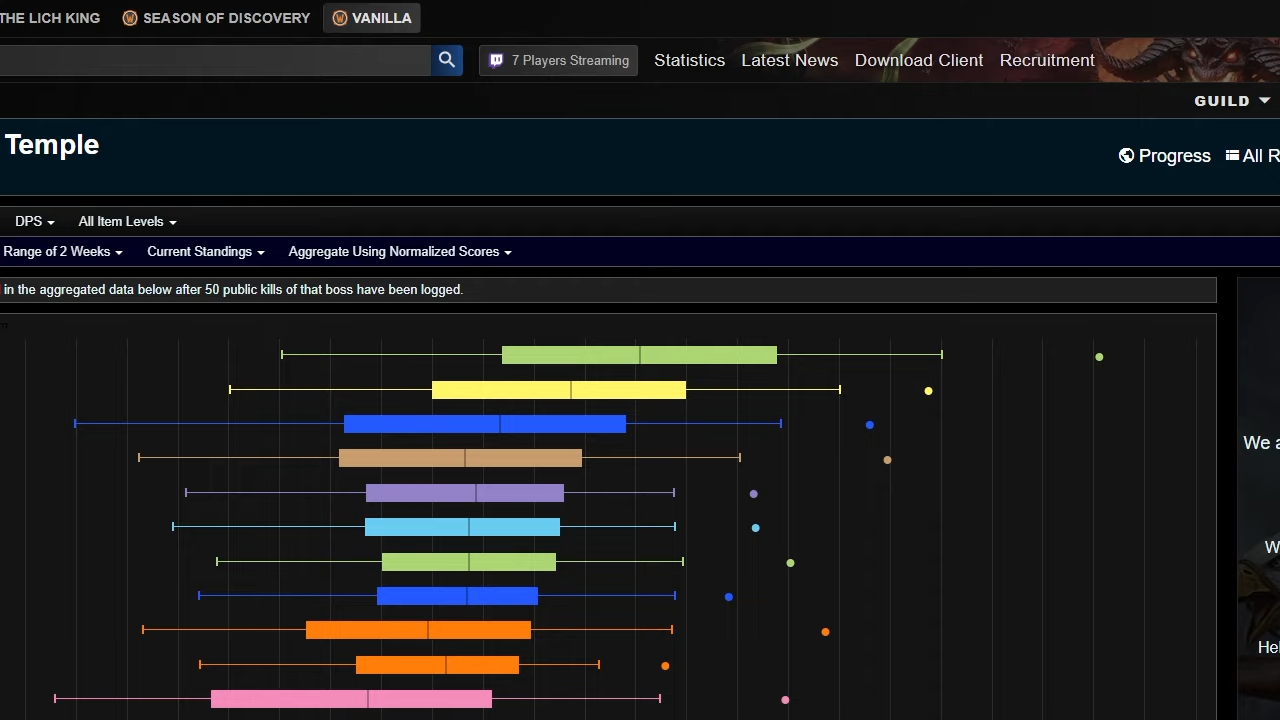 THE LICH KING SEASON OF DISCOVERY VANILLA
7 Players Streaming Statistics Latest News Download Client Recruitment
GUILD
Temple
Progress All R
DPS All Item Levels
Range of 2 Weeks Current Standings Aggregate Using Normalized Scores
in the aggregated data below after 50 public kills of that boss have been logged.
We a
W
Hel